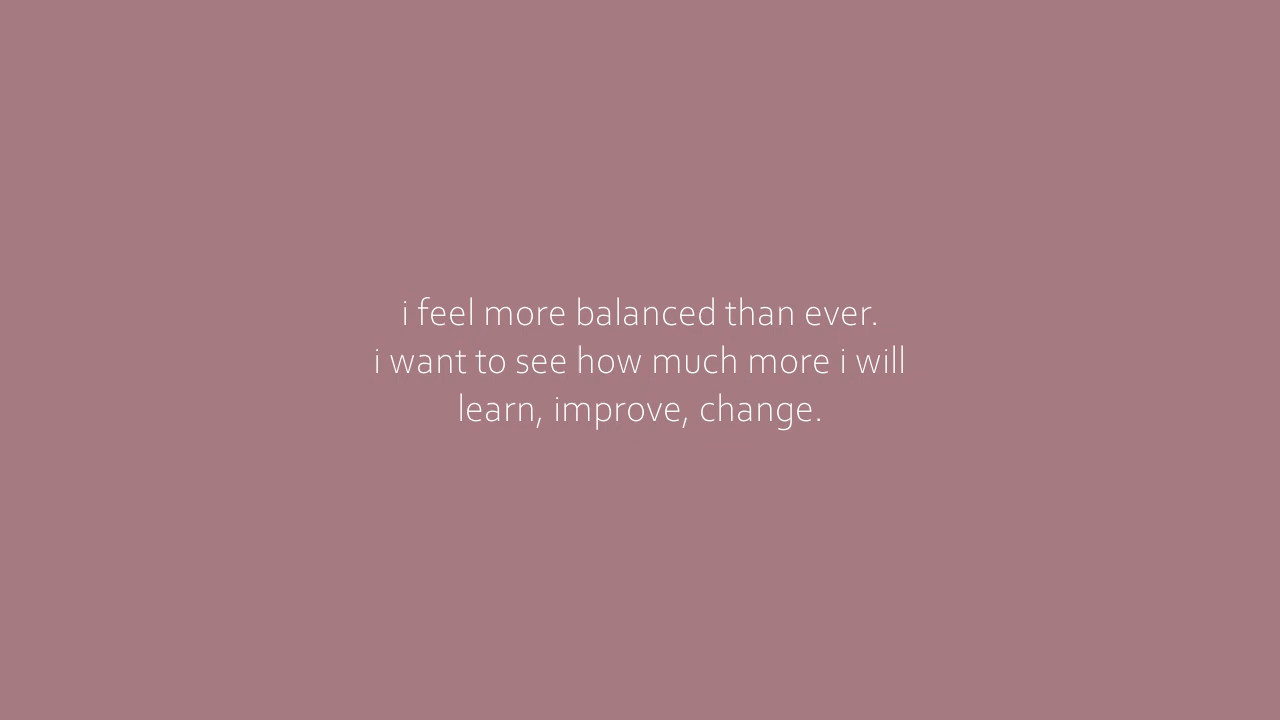 i feel more balanced than ever.
i want to see how much more i will
learn, improve, change.